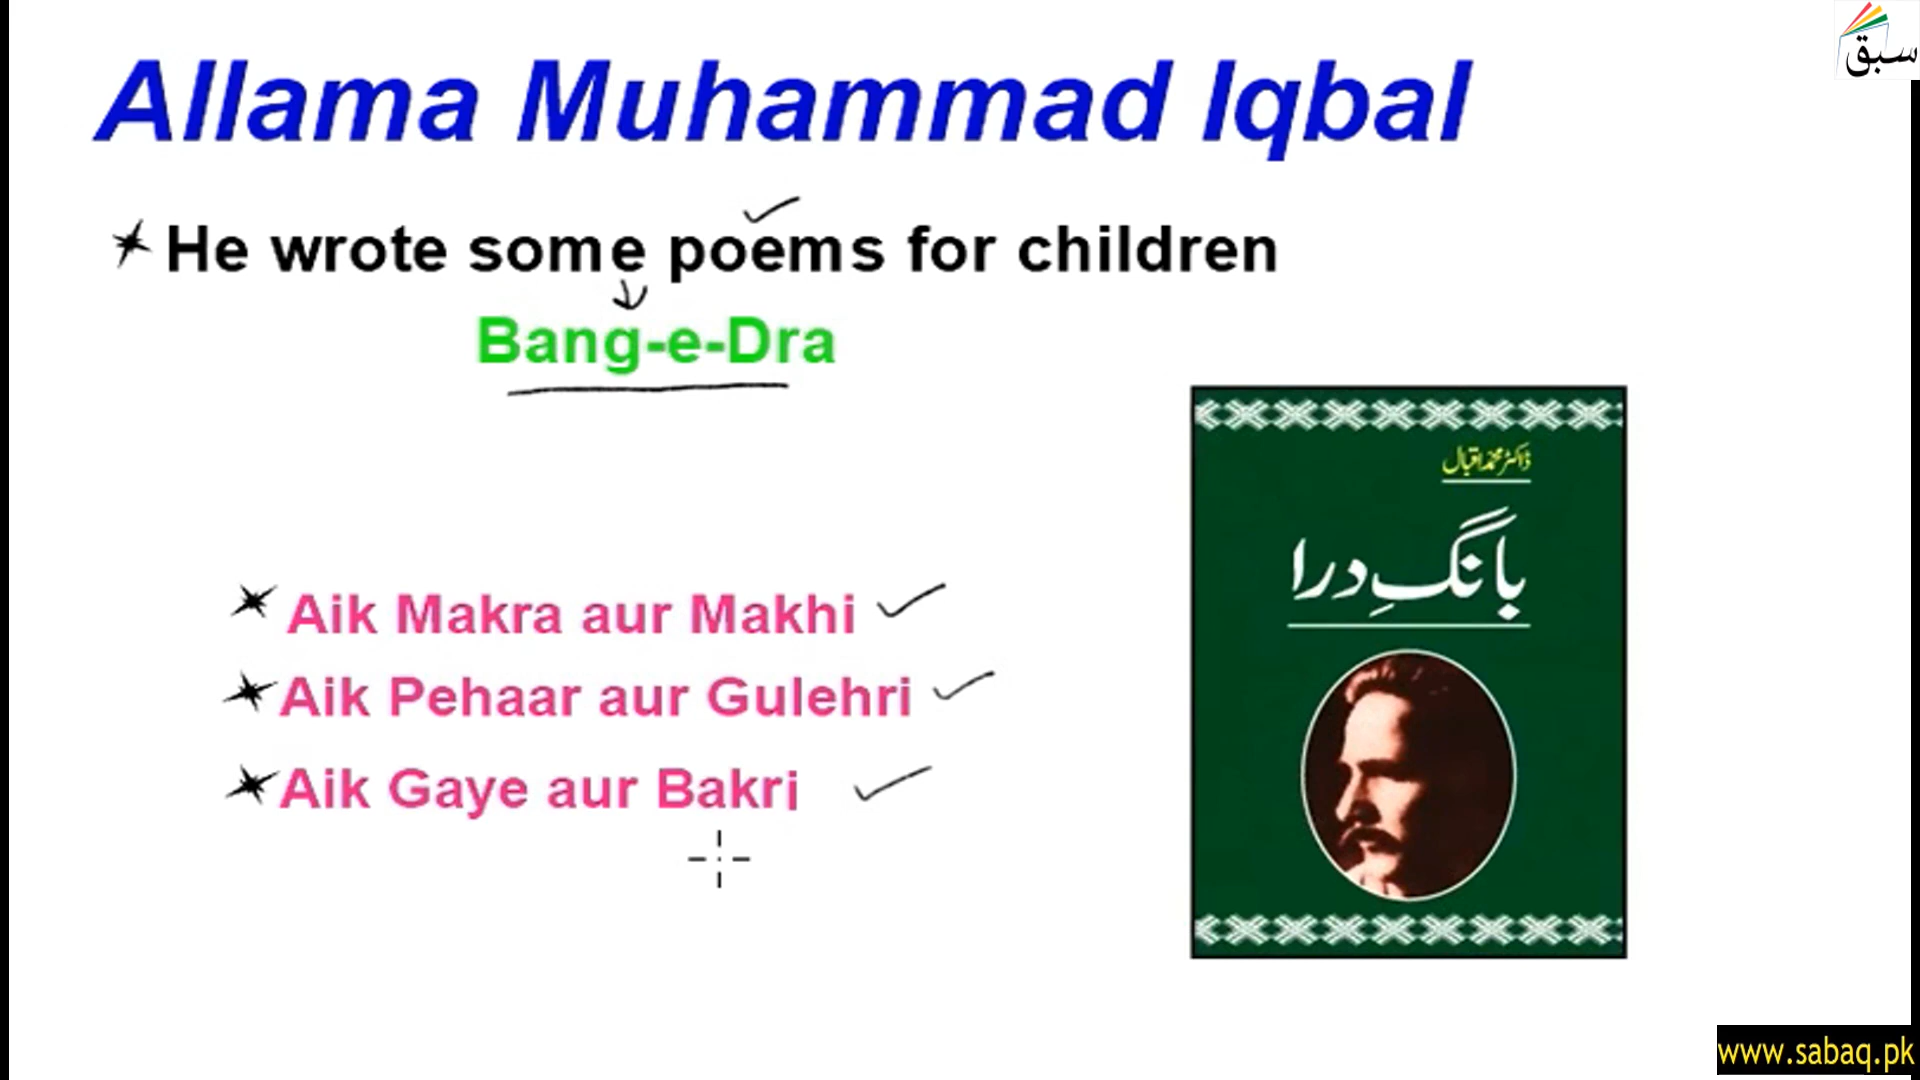 سبق
Allama Muhammad Iqbal
He wrote some poems for children
Bang-e-Dra
ڈاکٹر محمد اقبال
بانگِ درا
Aik Makra aur Makhi
Aik Pehaar aur Gulehri
Aik Gaye aur Bakri
www.sabaq.pk